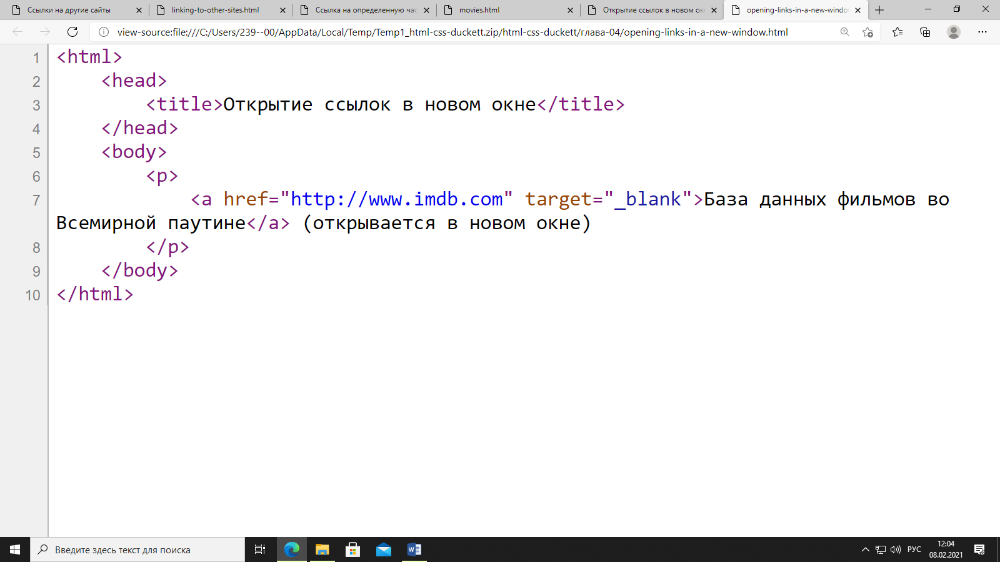 Ссылки на другие сайты
linking-to-other-sites.html
Ссылка на определенную час
movies.html
Открытие ссылок в новом ок
opening-links-in-a-new-windo
view-source:file:///C:/Users/239--00/AppData/Local/Temp/Temp1_html-css-duckett.zip/html-css-duckett/глава-04/opening-links-in-a-new-window.html
1 <html>
2 <head>
3 <title>Открытие ссылок в новом окне</title>
4 </head>
5 <body>
6 <p>
7 <a href="http://www.imdb.com" target="_blank">База данных фильмов во
Всемирной паутине</a> (открывается в новом окне)
8 </p>
9 </body>
10 </html>
Введите здесь текст для поиска
РУС
12:04
08.02.2021